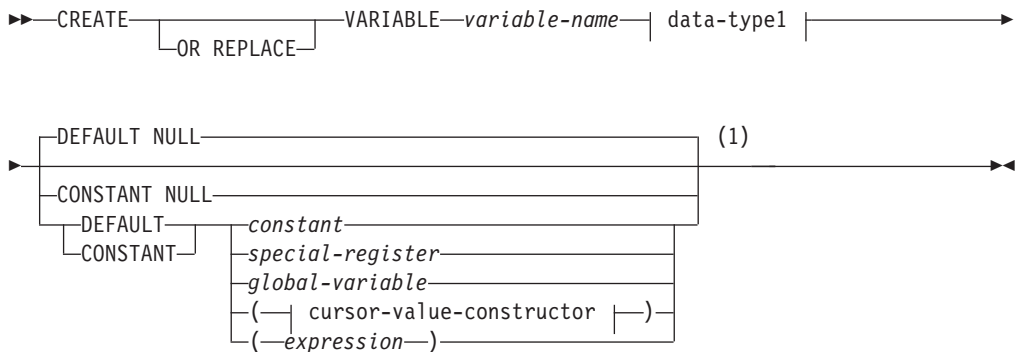 CREATE VARIABLE variable-name data-type1
OR REPLACE
DEFAULT NULL (1)
CONSTANT NULL
DEFAULT constant
CONSTANT special-register
global-variable
( cursor-value-constructor )
( expression )